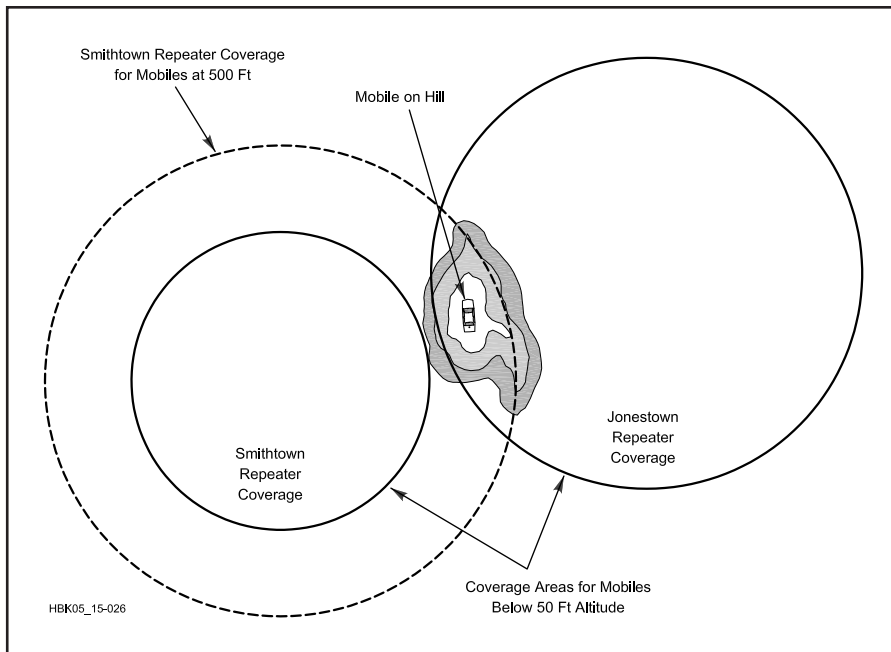 Smithtown Repeater Coverage
for Mobiles at 500 Ft
Mobile on Hill
Jonestown
Repeater
Coverage
Smithtown
Repeater
Coverage
Coverage Areas for Mobiles
Below 50 Ft Altitude
HBK05_15-026